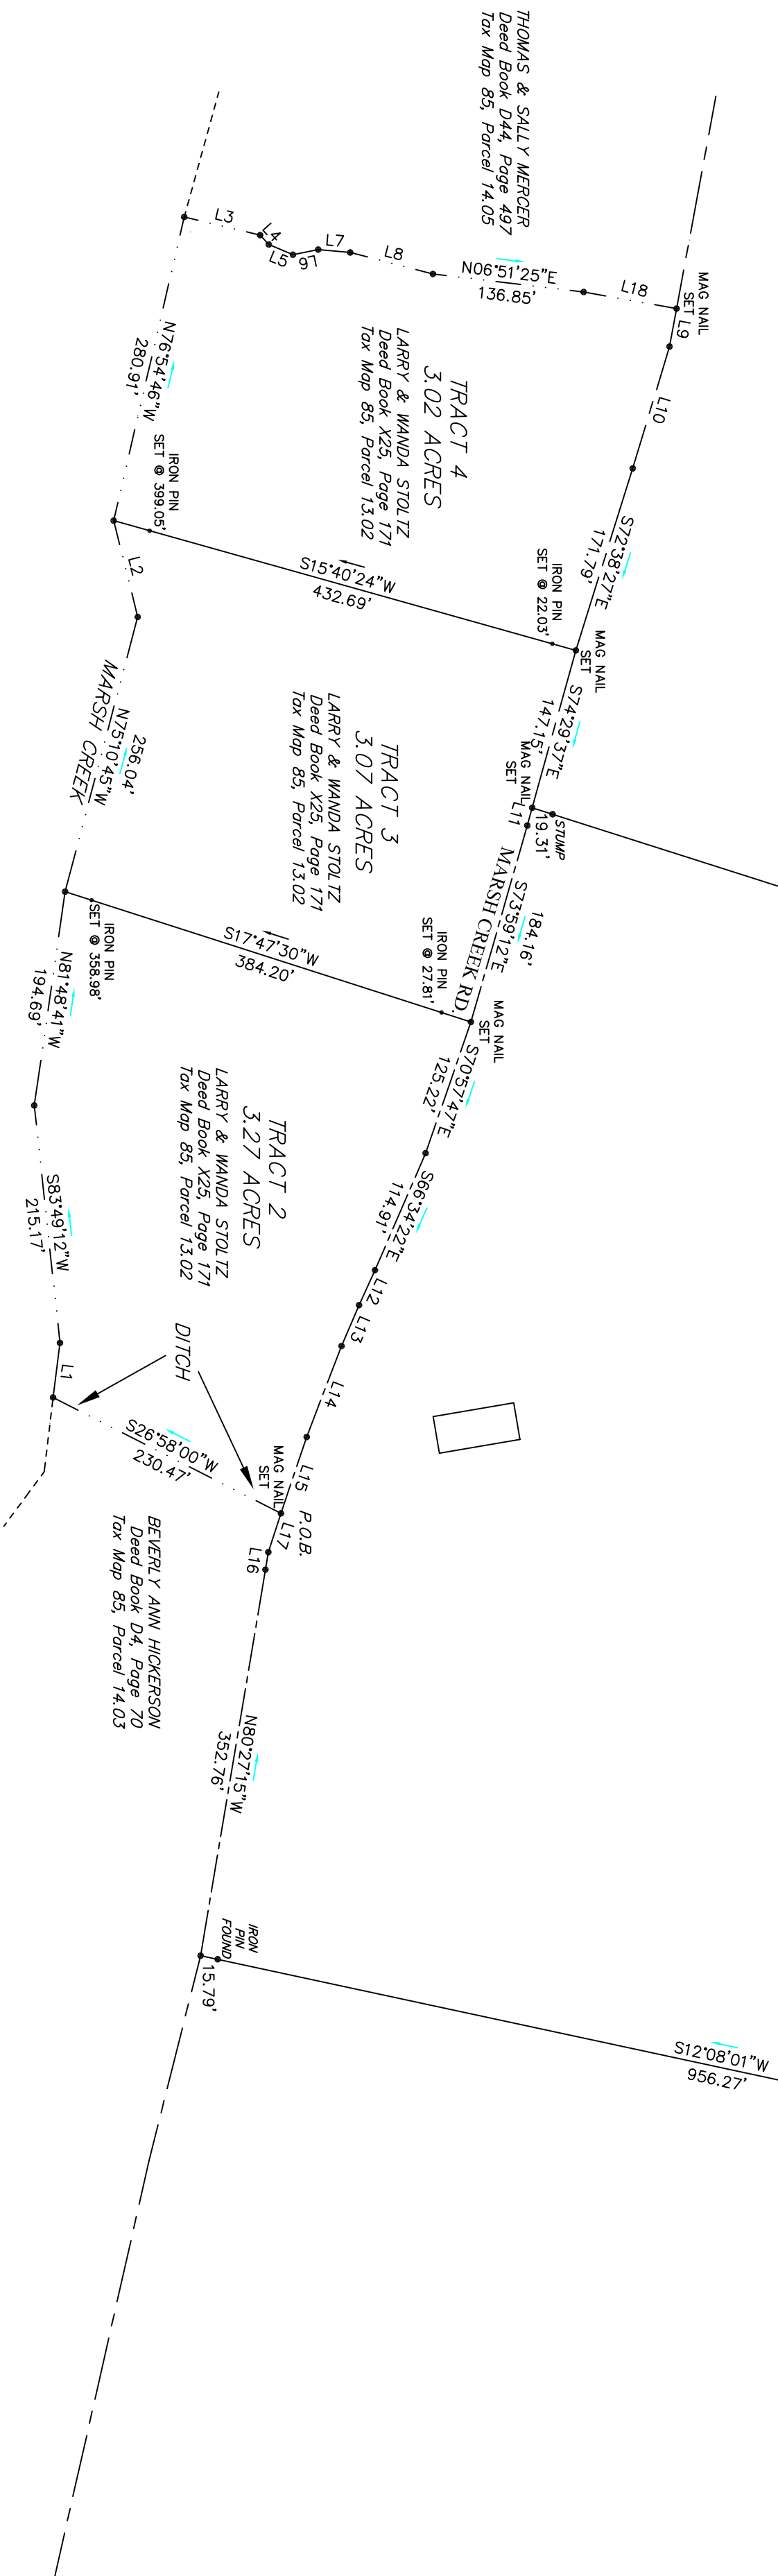 THOMAS & SALLY MERCER
Deed Book D44, Page 497
Tax Map 85, Parcel 14.05
MAG NAIL
SET
L9
L10
L18
N06°51'25"E
136.85'
L8
L7
L6
L5
L4
L3
TRACT 4
3.02 ACRES
LARRY & WANDA STOLTZ
Deed Book X25, Page 171
Tax Map 85, Parcel 13.02
N76°54'46"W
280.91'
IRON PIN
SET @ 399.05'
S72°38'27"E
171.79'
IRON PIN
SET @ 22.03'
S15°40'24"W
432.69'
L2
MAG NAIL
SET
S74°29'37"E
147.15'
MAG NAIL
SET
L11
STUMP
19.31'
TRACT 3
3.07 ACRES
LARRY & WANDA STOLTZ
Deed Book X25, Page 171
Tax Map 85, Parcel 13.02
256.04'
N75°10'45"W
MARSH CREEK
184.16'
S73°59'12"E
MARSH CREEK RD.
IRON PIN
SET @ 27.81'
S17°47'30"W
384.20'
IRON PIN
SET @ 358.98'
MAG NAIL
SET
S70°57'47"E
125.22'
N81°48'41"W
194.69'
TRACT 2
3.27 ACRES
LARRY & WANDA STOLTZ
Deed Book X25, Page 171
Tax Map 85, Parcel 13.02
S66°34'22"E
114.91'
S83°49'12"W
215.17'
L12
L13
L14
L15
L1
DITCH
S26°58'00"W
230.47'
MAG NAIL
SET
P.O.B.
L17
L16
BEVERLY ANN HICKERSON
Deed Book D4, Page 70
Tax Map 85, Parcel 14.03
N80°27'15"W
352.76'
IRON
PIN
FOUND
15.79'
S12°08'01"W
956.27'